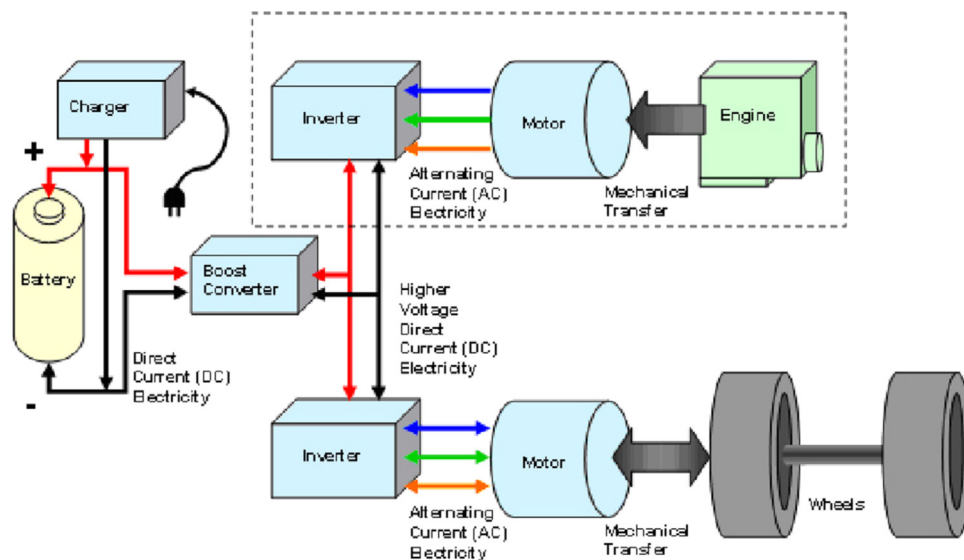 Charger
+
Battery
-
Direct
Current (DC)
Electricity
Boost
Converter
Inverter
Alternating
Current (AC)
Electricity
Motor
Mechanical
Transfer
Engine
Higher
Voltage
Direct
Current (DC)
Electricity
Inverter
Alternating
Current (AC)
Electricity
Motor
Mechanical
Transfer
Wheels